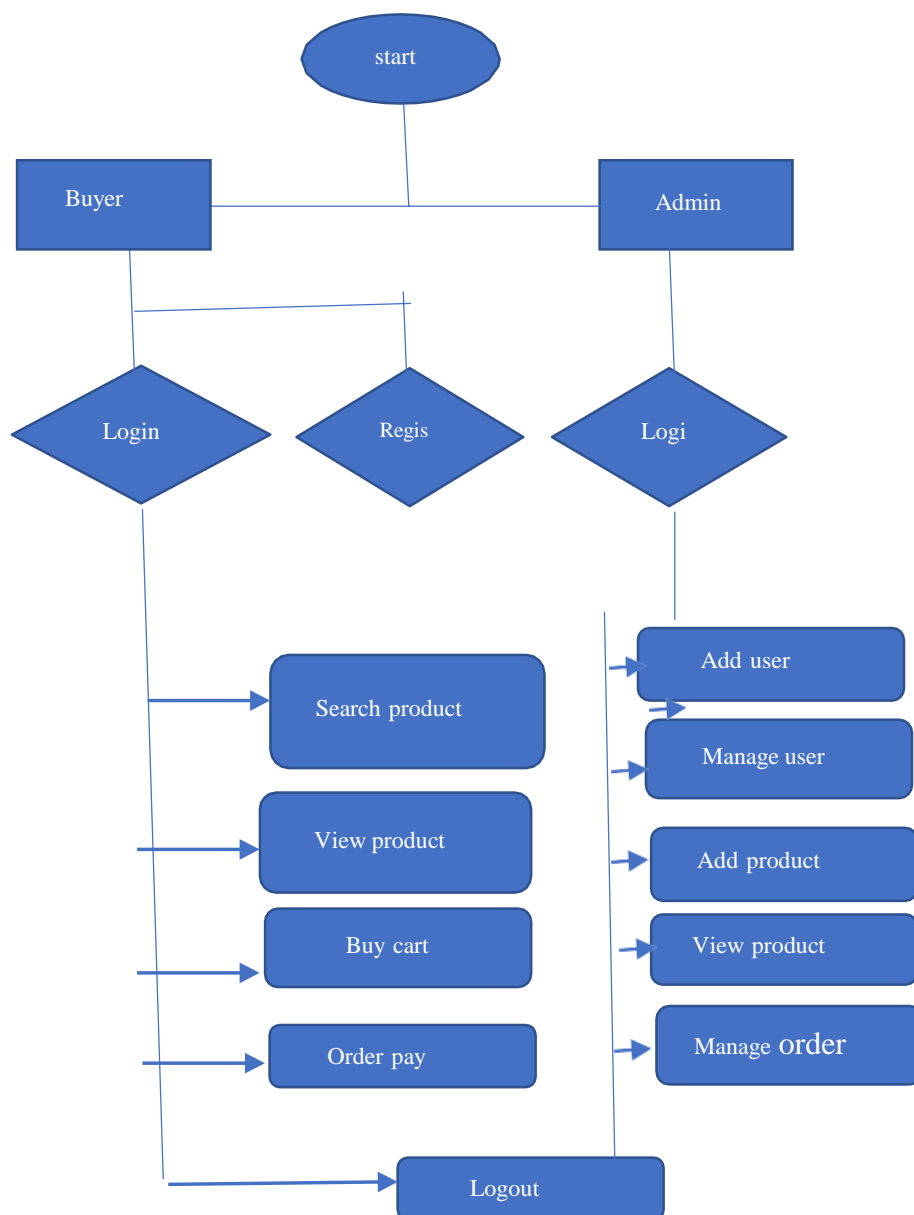 start
Buyer
Admin
Login
Regis
Logi
Search product
View product
Buy cart
Order pay
Add user
Manage user
Add product
View product
Manage order
Logout